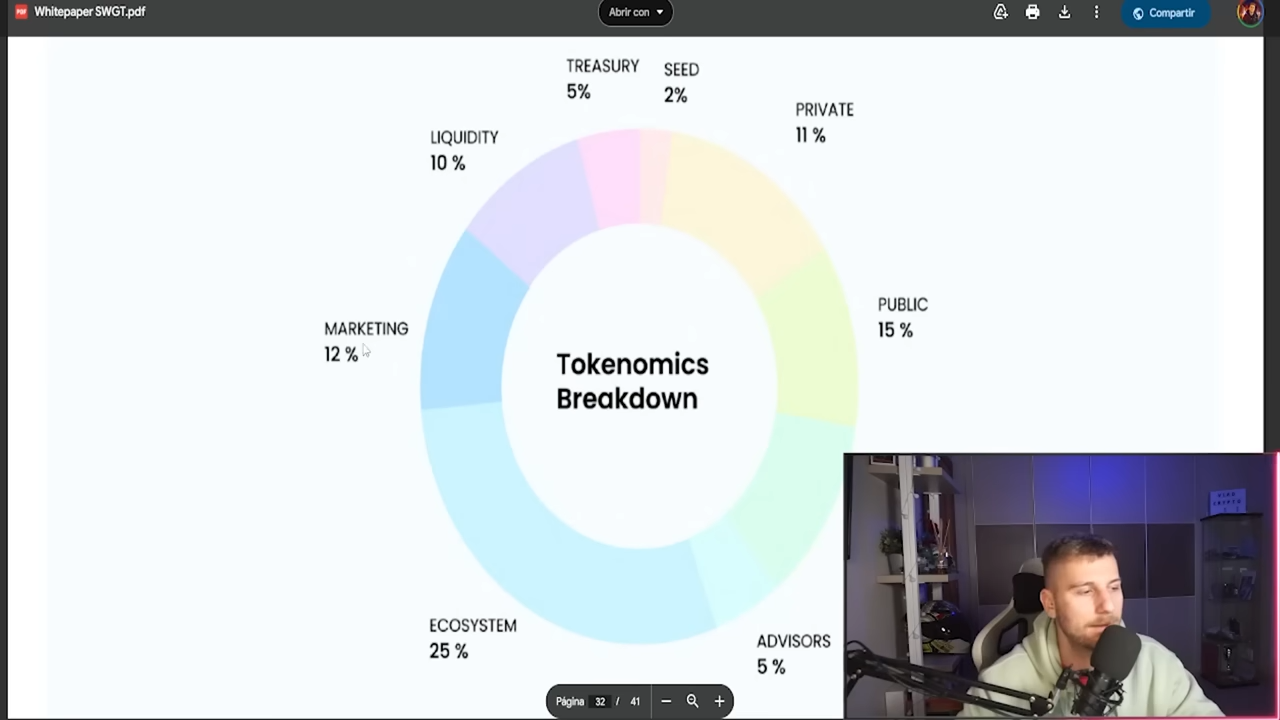 Whitepaper SWGT.pdf
Abrir con
Compartir
TREASURY
5%
SEED
2%
PRIVATE
11 %
LIQUIDITY
10 %
PUBLIC
15 %
MARKETING
12 %
Tokenomics
Breakdown
ECOSYSTEM
25 %
ADVISORS
5 %
Página 32 / 41